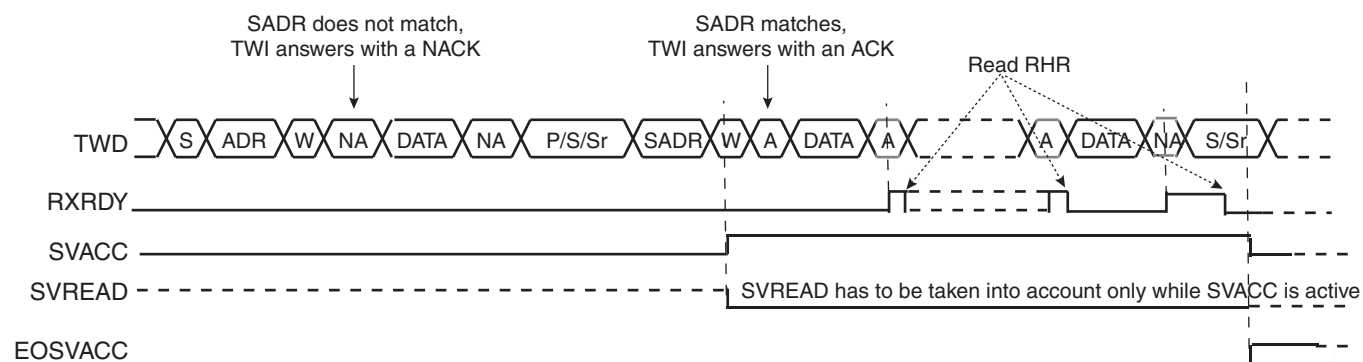 SADR does not match,
TWI answers with a NACK
SADR matches,
TWI answers with an ACK
Read RHR
TWD S ADR W NA DATA NA P/S/Sr SADR W A DATA A A DATA NA S/Sr
RXRDY
SVACC
SVREAD SVREAD has to be taken into account only while SVACC is active
EOSVACC